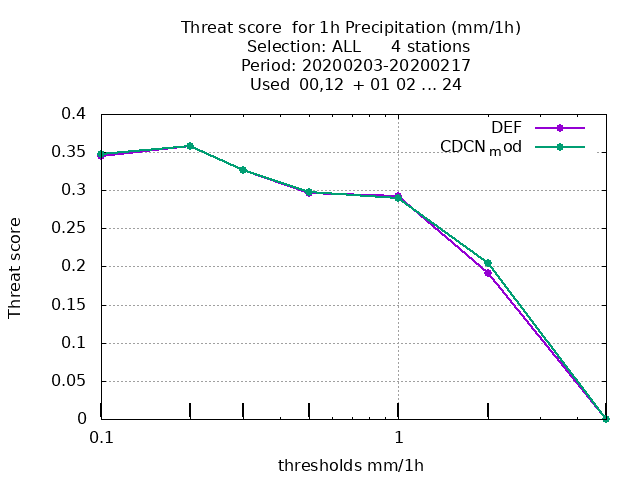 Threat score for 1h Precipitation (mm/1h)
Selection: ALL 4 stations
Period: 20200203-20200217
Used 00,12 + 01 02 ... 24
DEF
CDCN_mod
Threat score
0.4
0.35
0.3
0.25
0.2
0.15
0.1
0.05
0
0.1 1
thresholds mm/1h